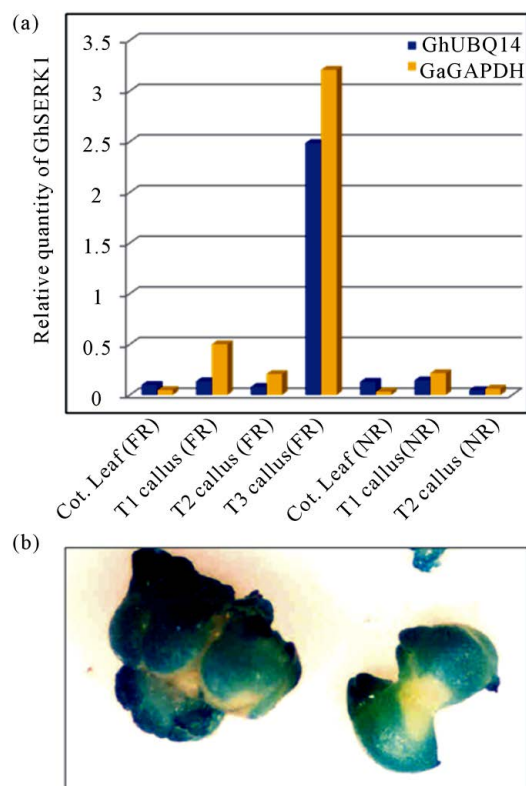 (a)
GhUBQ14
GaGAPDH
Relative quantity of GhSERK1
3.5
3
2.5
2
1.5
1
0.5
0
Cot. Leaf (FR)
T1 callus (FR)
T2 callus (FR)
T3 callus(FR)
Cot. Leaf (NR)
T1 callus(NR)
T2 callus (NR)
(b)